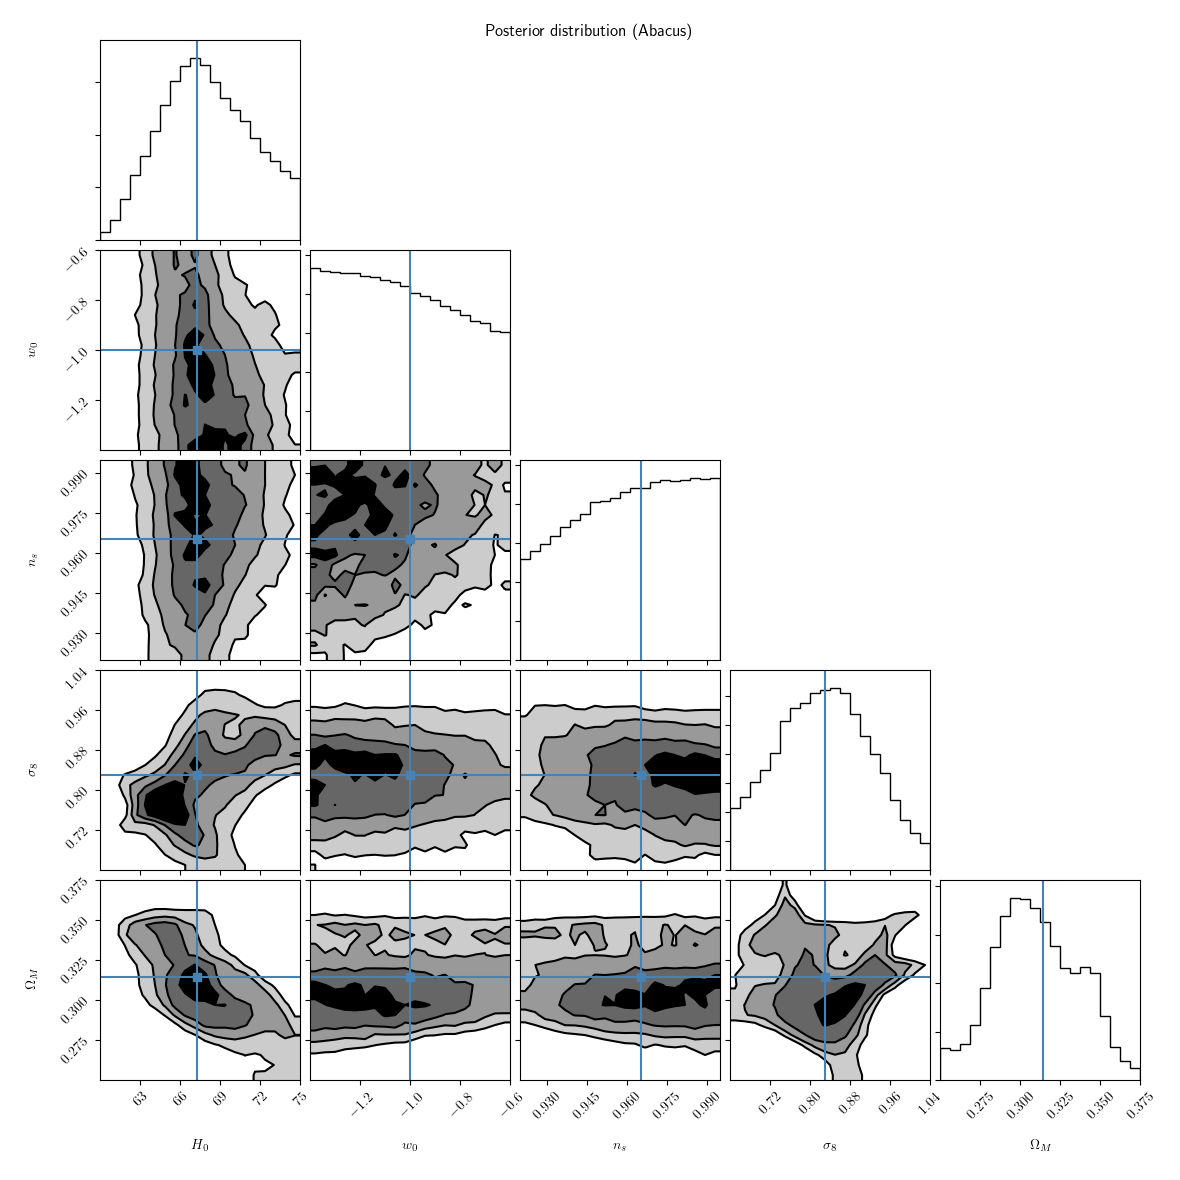 Posterior distribution (Abacus)
−0.6
−0.8
−1.0
−1.2
w₀
0.990
0.975
0.960
0.945
0.930
nₛ
1.04
0.96
0.88
0.80
0.72
σ₈
0.375
0.350
0.325
0.300
0.275
Ω_M
63 66 69 72 75
−1.2 −1.0 −0.8 −0.6
0.930 0.945 0.960 0.975 0.990
0.72 0.80 0.88 0.96 1.04
0.275 0.300 0.325 0.350 0.375
H₀ w₀ nₛ σ₈ Ω_M